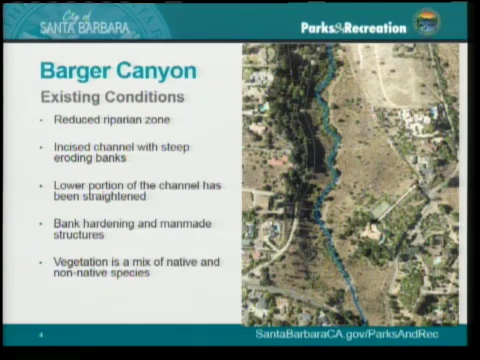 City of
SANTA BARBARA
Parks&Recreation
Barger Canyon
Existing Conditions
• Reduced riparian zone
• Incised channel with steep
eroding banks
• Lower portion of the channel has
been straightened
• Bank hardening and manmade
structures
• Vegetation is a mix of native and
non-native species
4
SantaBarbaraCA.gov/ParksAndRec